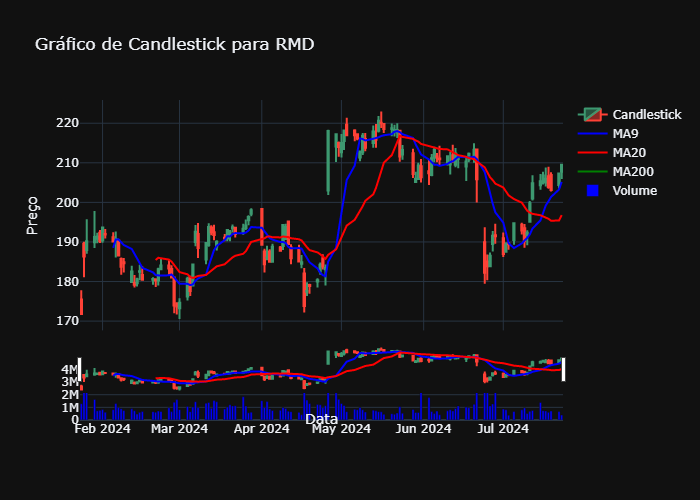 Gráfico de Candlestick para RMD
Candlestick
MA9
MA20
MA200
Volume
Preço
220
210
200
190
180
170
4M
3M
2M
1M
0
Feb 2024
Mar 2024
Apr 2024
May 2024
Jun 2024
Jul 2024
Data